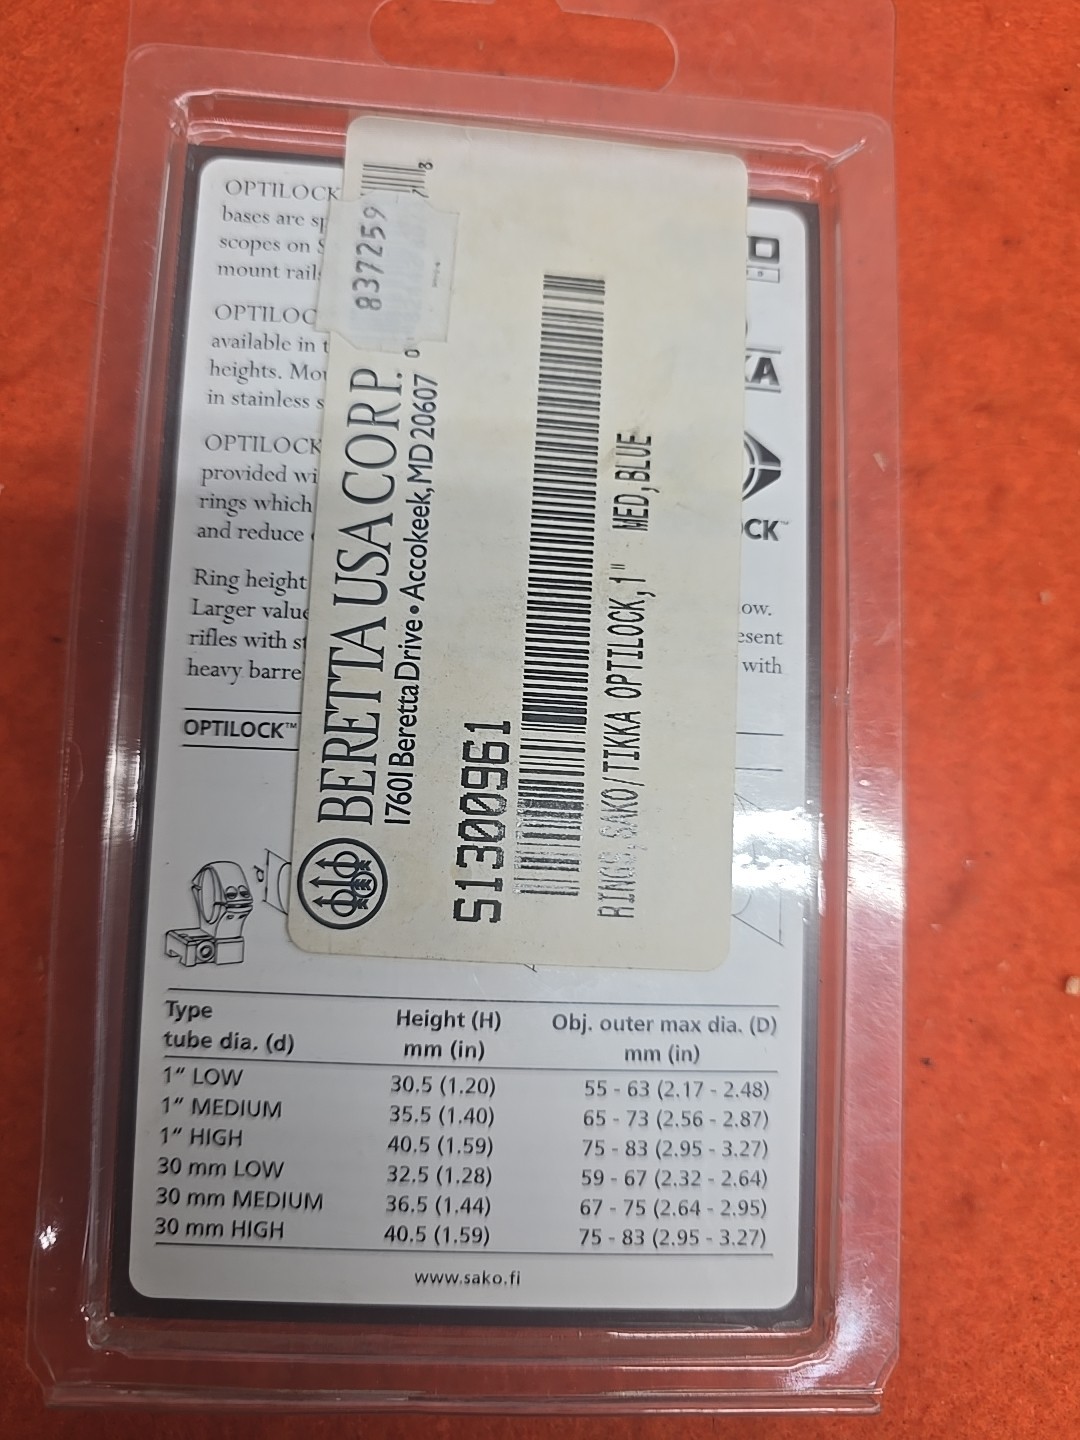 OPTILOCK
bases are
scopes on
mount rail
available in
heights.
in stainless
OPTILOCK
provided
rings which
and reduce
Ring height
Larger
rifles with
heavy
OPTILOCK™
CK™
ow.
esent
with
837259
BERETTA USA CORP.
17601 Beretta Drive • Accokeek, MD 20607
S1300961
RINGS,SAKO/TIKKA OPTILOCK,1" MED,BLUE
d
Type Height (H) Obj. outer max dia. (D)
tube dia. (d) mm (in) mm (in)
1" LOW 30.5 (1.20) 55 - 63 (2.17 - 2.48)
1" MEDIUM 35.5 (1.40) 65 - 73 (2.56 - 2.87)
1" HIGH 40.5 (1.59) 75 - 83 (2.95 - 3.27)
30 mm LOW 32.5 (1.28) 59 - 67 (2.32 - 2.64)
30 mm MEDIUM 36.5 (1.44) 67 - 75 (2.64 - 2.95)
30 mm HIGH 40.5 (1.59) 75 - 83 (2.95 - 3.27)
www.sako.fi